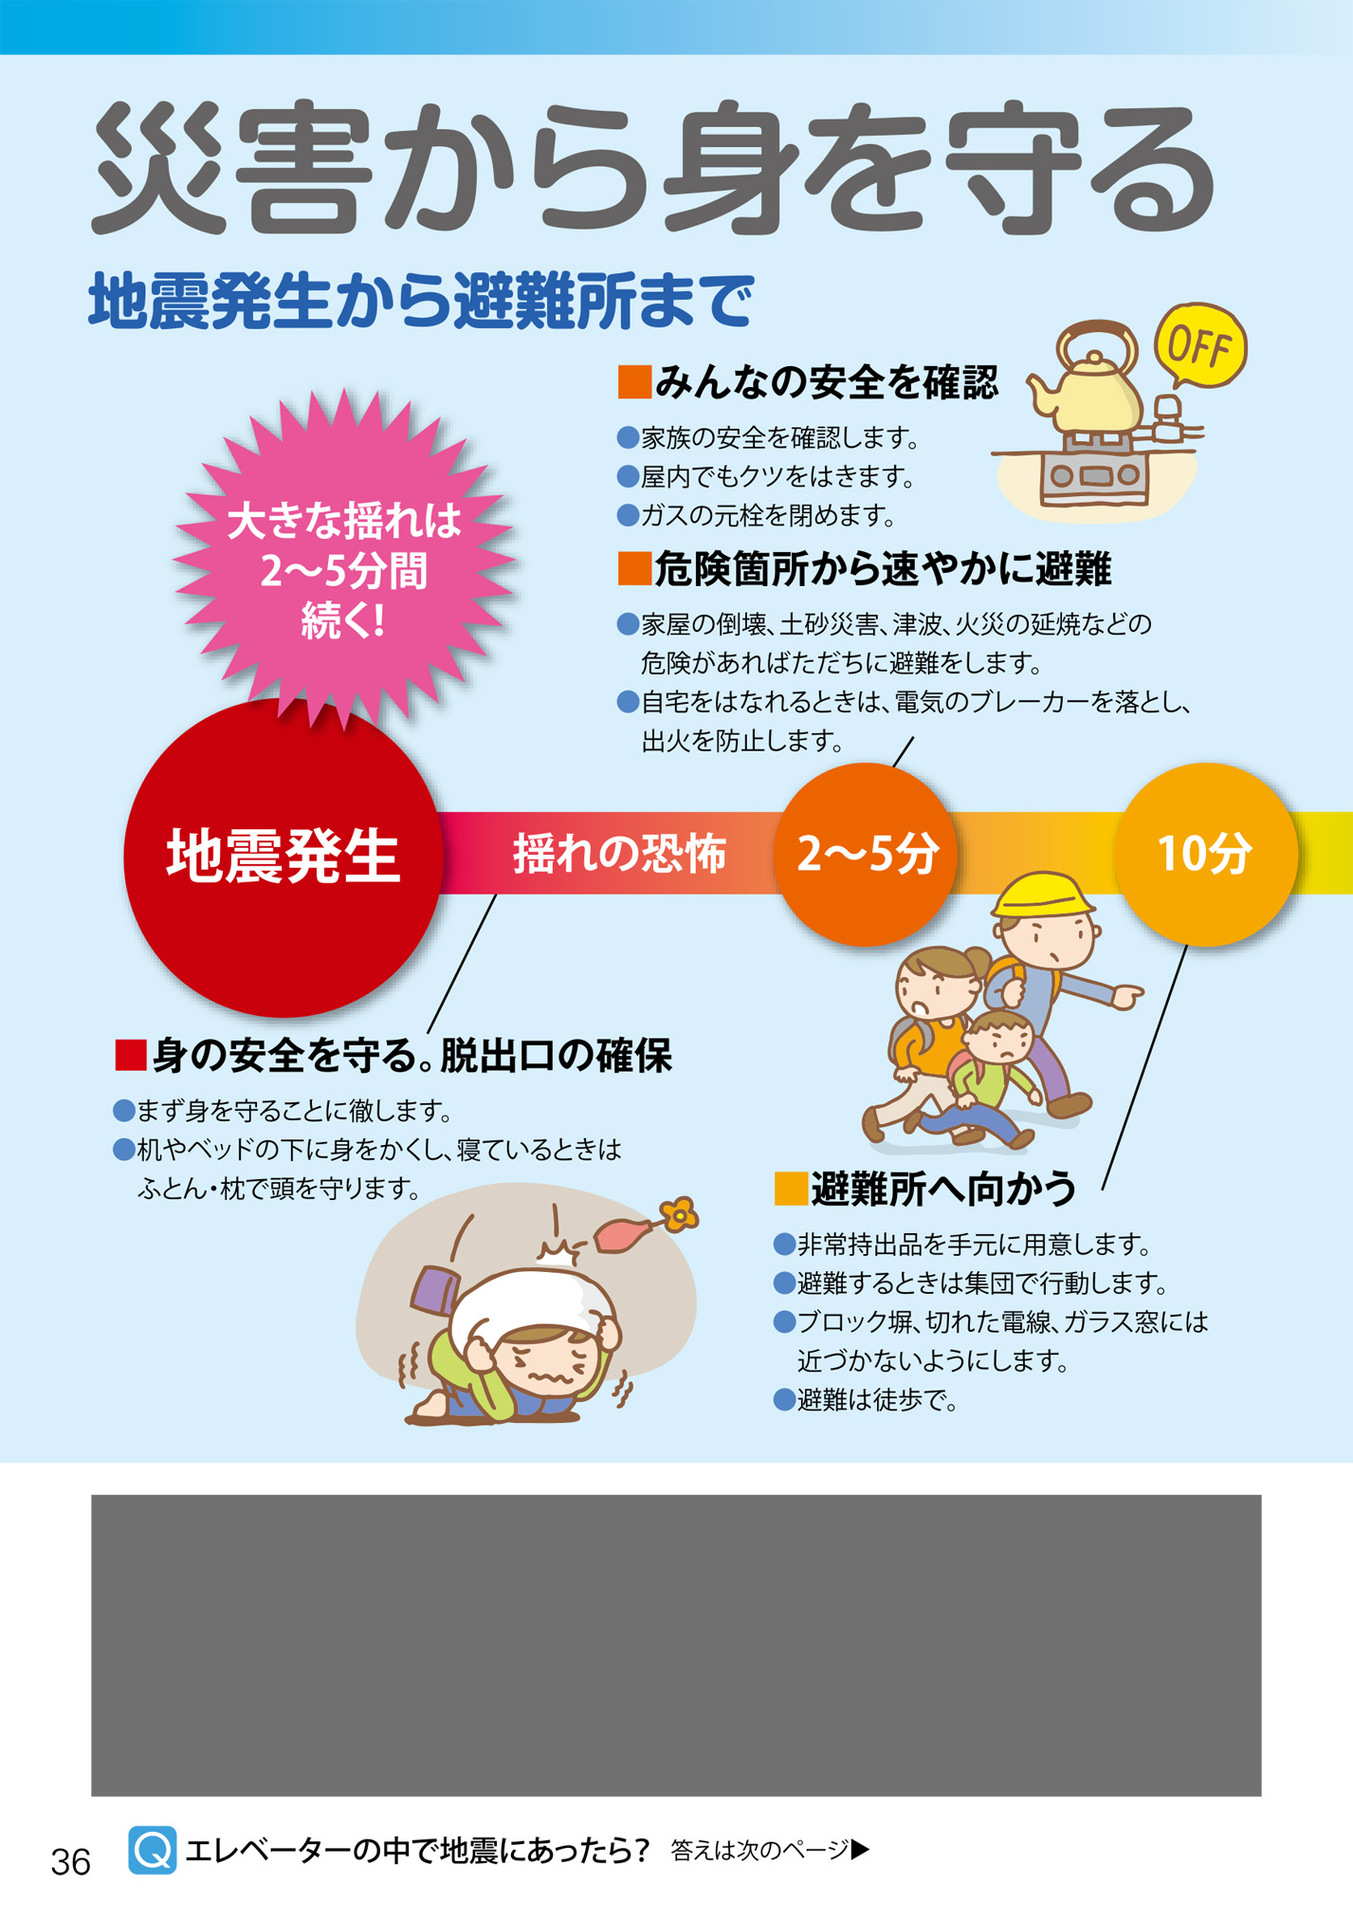 災害から身を守る
地震発生から避難所まで
大きな揺れは
2〜5分間
続く!
■みんなの安全を確認
●家族の安全を確認します。
●屋内でもクツをはきます。
●ガスの元栓を閉めます。
OFF
■危険箇所から速やかに避難
●家屋の倒壊、土砂災害、津波、火災の延焼などの
危険があればただちに避難をします。
●自宅をはなれるときは、電気のブレーカーを落とし、
出火を防止します。
地震発生
揺れの恐怖
2〜5分
10分
■身の安全を守る。脱出口の確保
●まず身を守ることに徹します。
●机やベッドの下に身をかくし、寝ているときは
ふとん・枕で頭を守ります。
■避難所へ向かう
●非常持出品を手元に用意します。
●避難するときは集団で行動します。
●ブロック塀、切れた電線、ガラス窓には
近づかないようにします。
●避難は徒歩で。
36
Q エレベーターの中で地震にあったら? 答えは次のページ▶